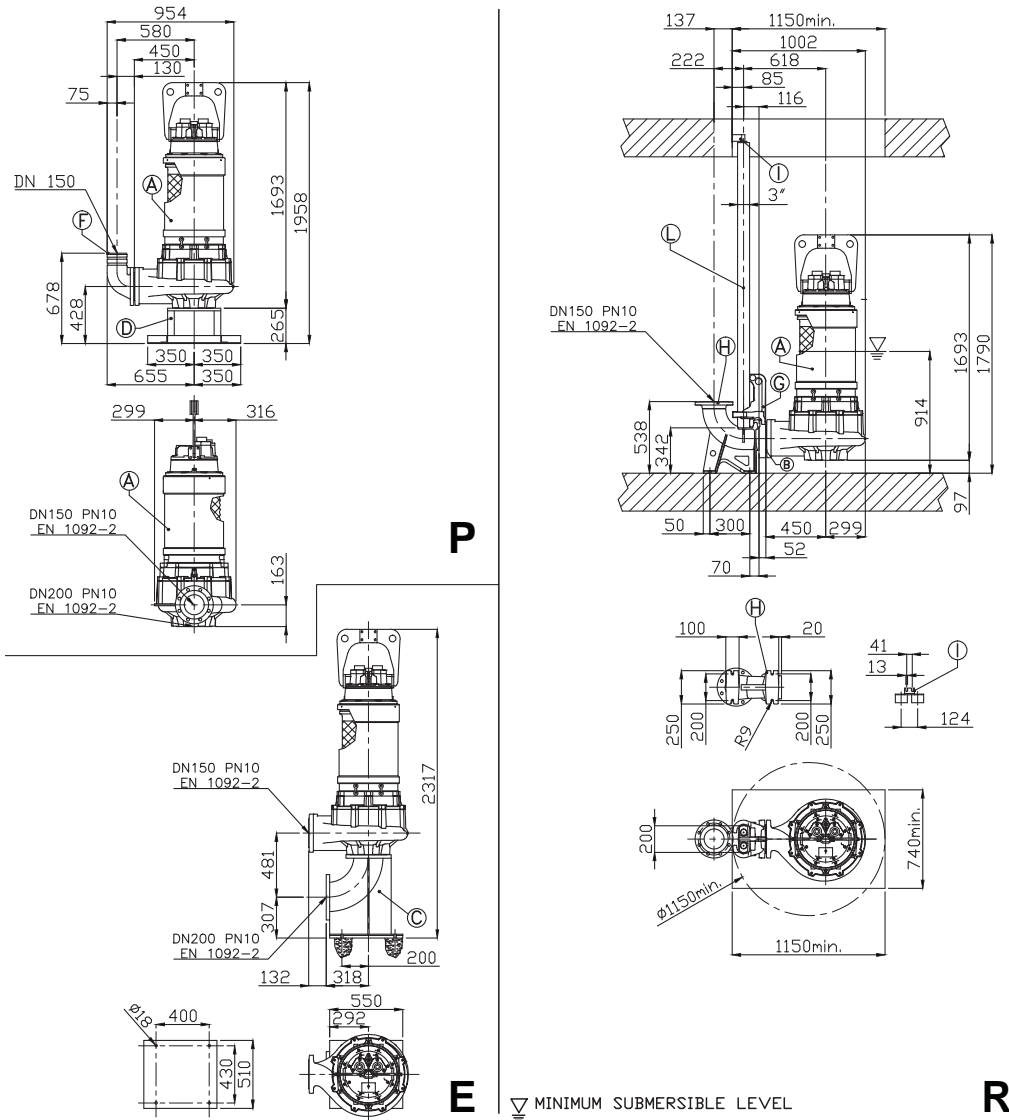 954
580
450
130
75
DN 150
A
F
1693
1958
678
428
D
265
350
350
655
350
299
316
A
DN150 PN10
EN 1092-2
DN200 PN10
EN 1092-2
163
P
DN150 PN10
EN 1092-2
2317
481
307
C
DN200 PN10
EN 1092-2
200
132
318
550
292
ø18
400
430
510
E
137
1150min.
1002
222
618
85
116
I
3"
L
DN150 PN10
EN 1092-2
H
A
G
1693
1790
914
538
342
B
97
50
300
450
299
52
70
H
100
20
250
200
R9
200
250
41
13
I
124
200
740min.
ø1150min.
1150min.
MINIMUM SUBMERSIBLE LEVEL
R